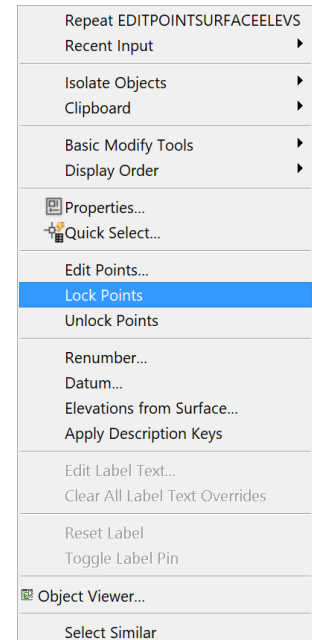 Repeat EDITPOINTSURFACEELEVS
Recent Input
Isolate Objects
Clipboard
Basic Modify Tools
Display Order
Properties...
Quick Select...
Edit Points...
Lock Points
Unlock Points
Renumber...
Datum...
Elevations from Surface...
Apply Description Keys
Edit Label Text...
Clear All Label Text Overrides
Reset Label
Toggle Label Pin
Object Viewer...
Select Similar